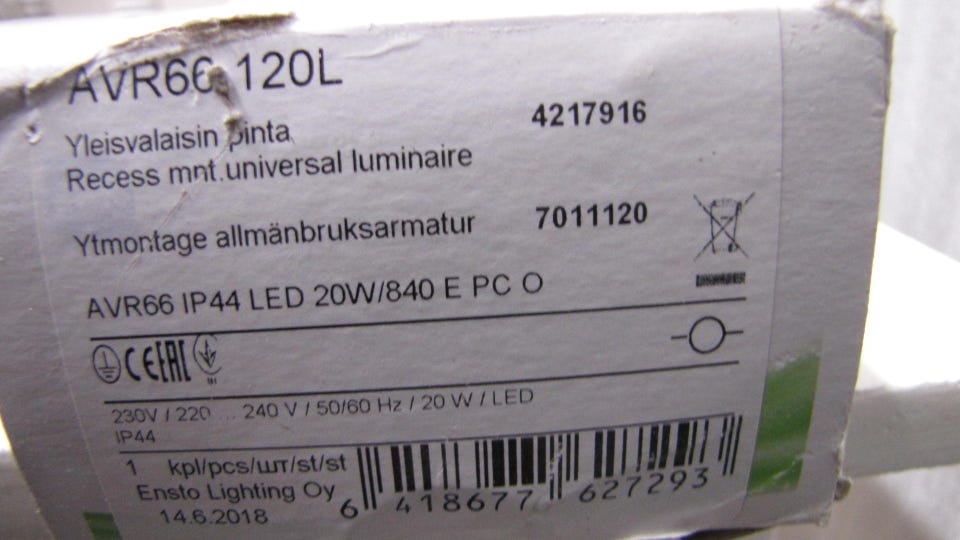 AVR66.120L
Yleisvalaisin pinta
4217916
Recess mnt.universal luminaire
Ytmontage allmänbruksarmatur
7011120
AVR66 IP44 LED 20W/840 E PC O
CE EAC
230V / 220 ... 240 V / 50/60 Hz / 20 W / LED
IP44
1 kpl/pcs/шт/st/st
Ensto Lighting Oy
14.6.2018
6 418677 627293